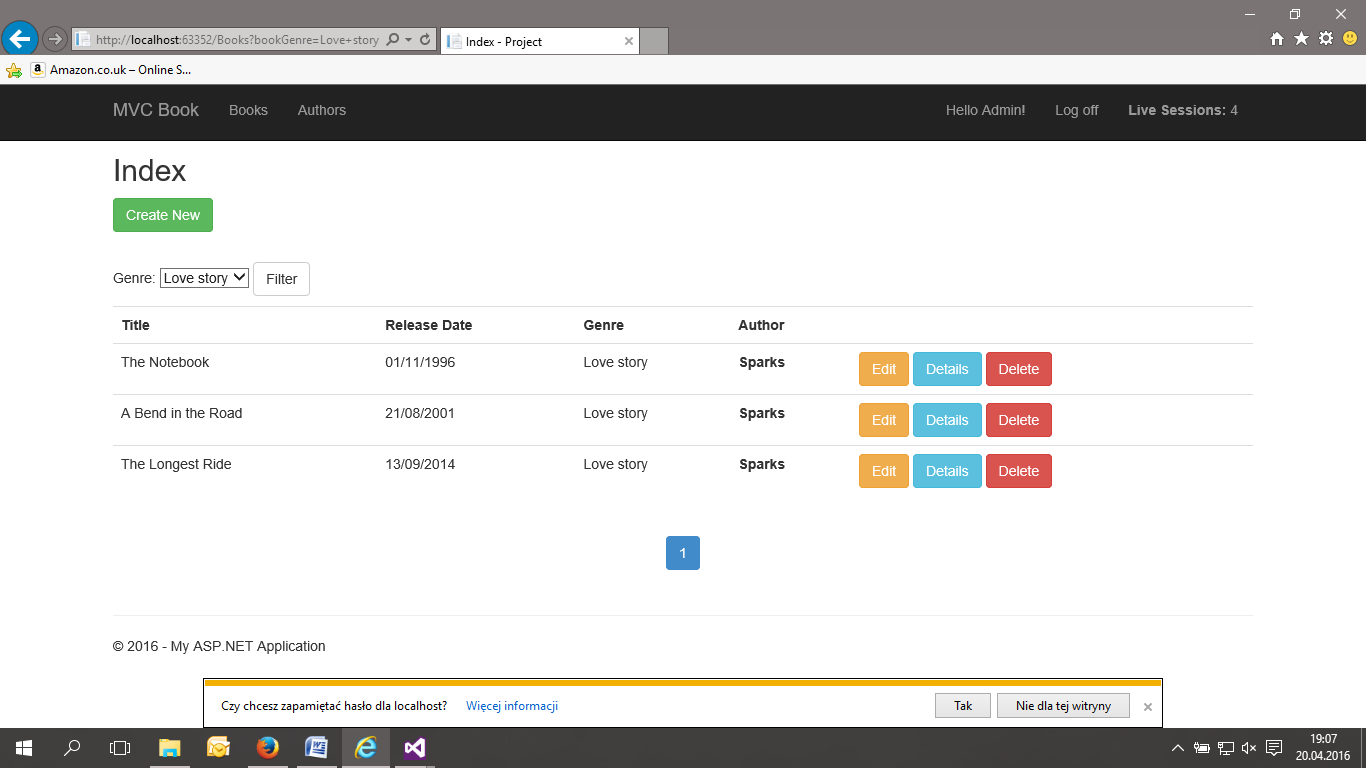 http://localhost:63352/Books?bookGenre=Love+story
Index - Project
Amazon.co.uk – Online S...
MVC Book Books Authors Hello Admin! Log off Live Sessions: 4
Index
Create New
Genre: Love story Filter
Title Release Date Genre Author
The Notebook 01/11/1996 Love story Sparks Edit Details Delete
A Bend in the Road 21/08/2001 Love story Sparks Edit Details Delete
The Longest Ride 13/09/2014 Love story Sparks Edit Details Delete
1
© 2016 - My ASP.NET Application
Czy chcesz zapamiętać hasło dla localhost? Więcej informacji Tak Nie dla tej witryny
19:07
20.04.2016